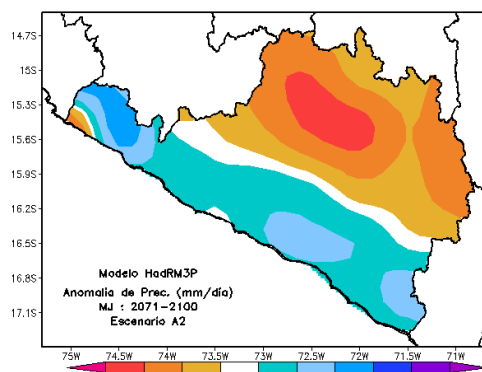 14.7S
15S
15.3S
15.6S
15.9S
16.2S
16.5S
16.8S
17.1S
Modelo HadRM3P
Anomalia de Prec. (mm/día)
MJ : 2071-2100
Escenario A2
75W 74.5W 74W 73.5W 73W 72.5W 72W 71.5W 71W